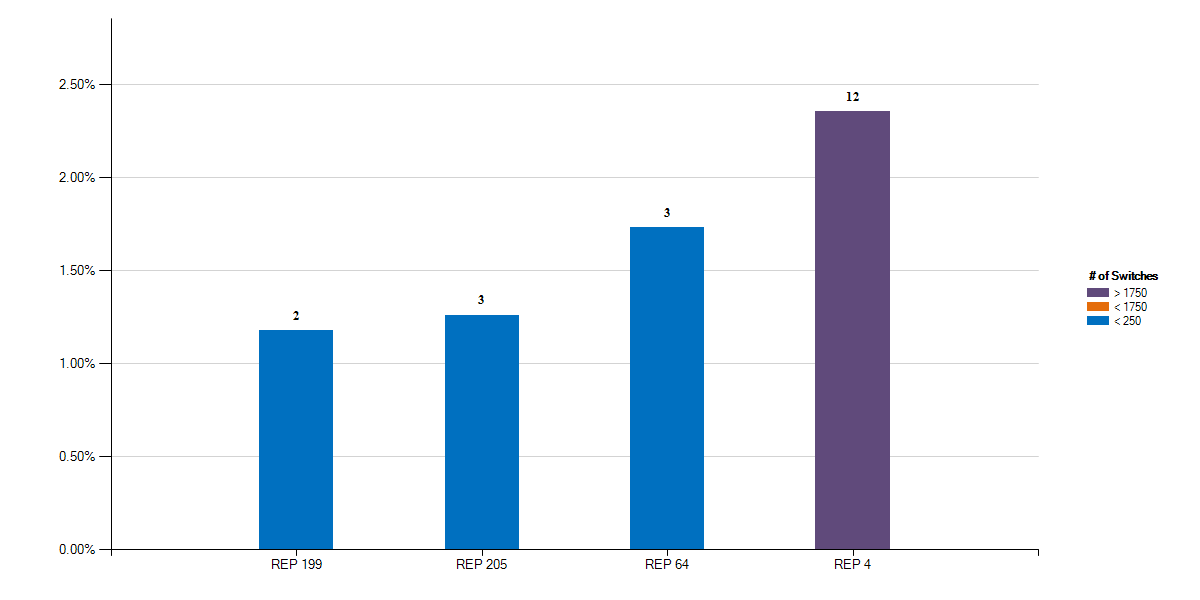 2.50%
2.00%
1.50%
1.00%
0.50%
0.00%
2
3
3
12
REP 199
REP 205
REP 64
REP 4
# of Switches
> 1750
< 1750
< 250